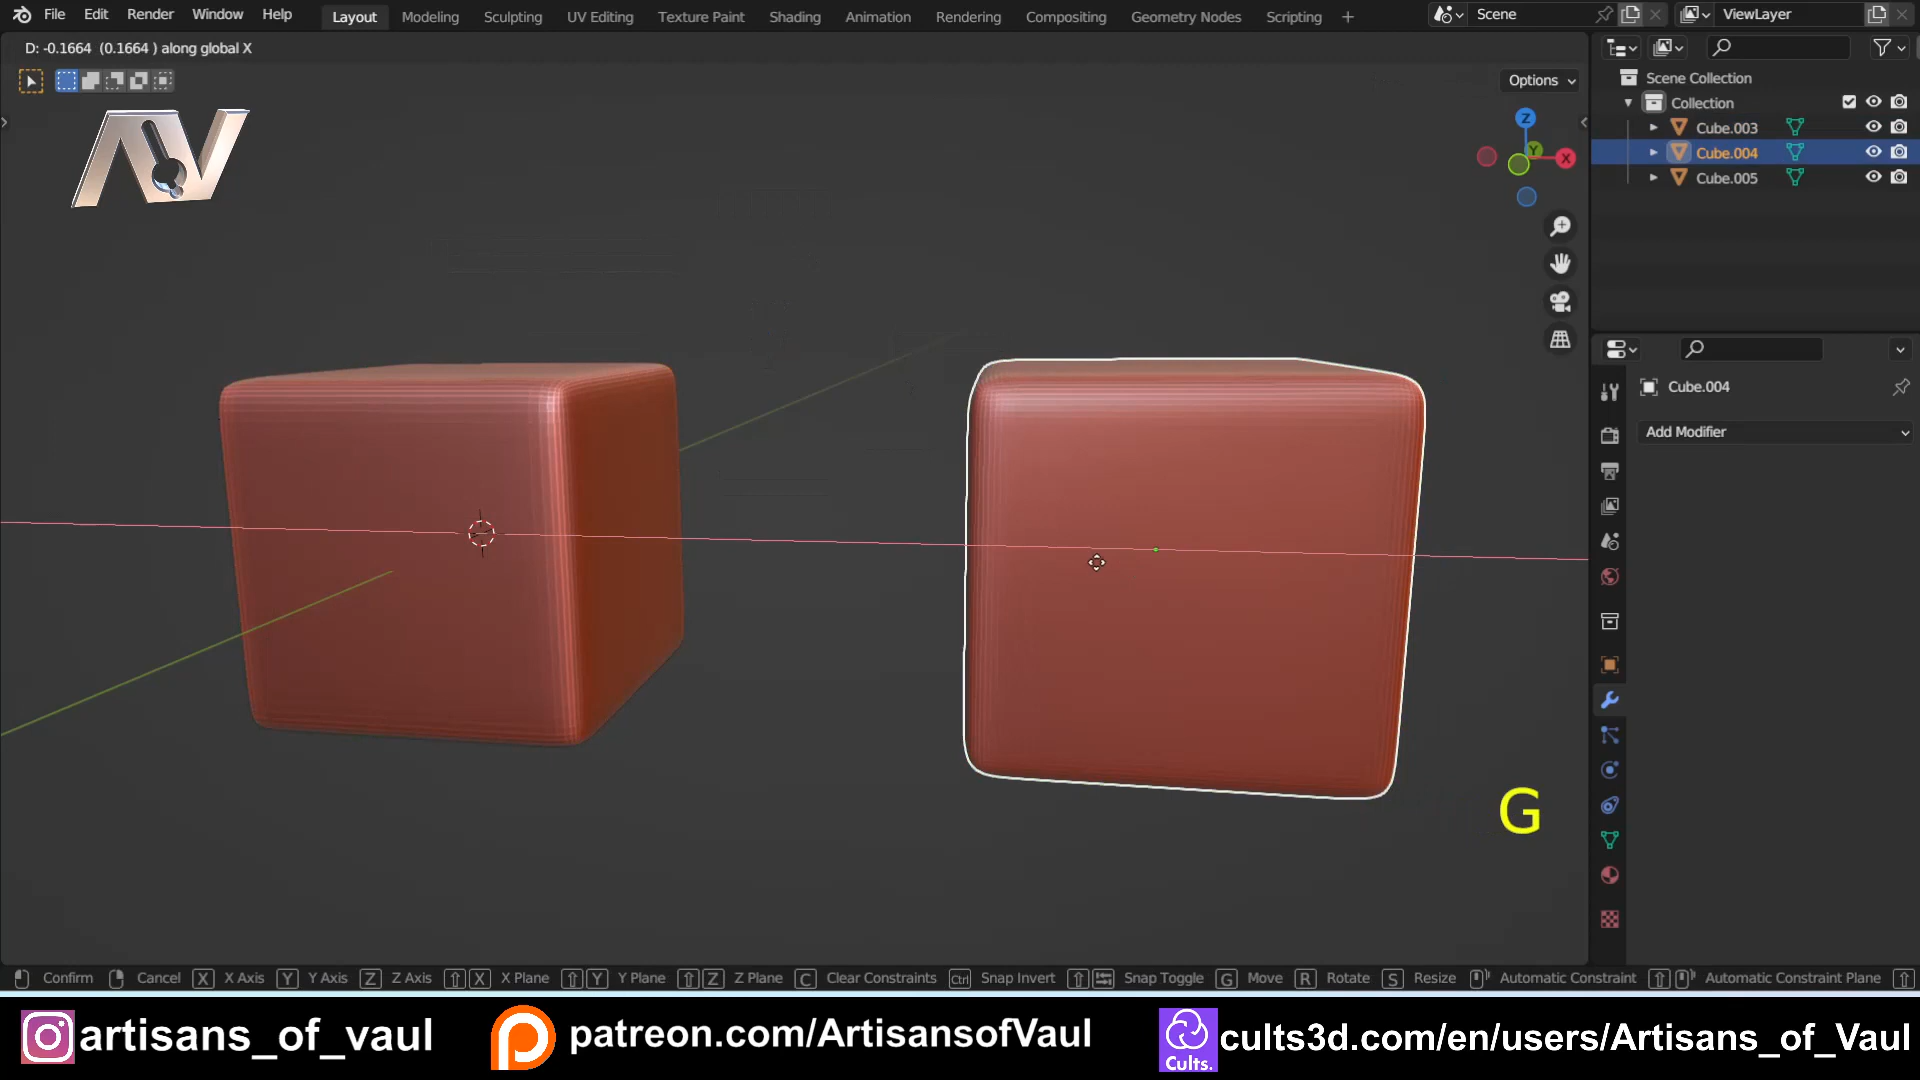 File Edit Render Window Help Layout Modeling Sculpting UV Editing Texture Paint Shading Animation Rendering Compositing Geometry Nodes Scripting + Scene ViewLayer
D: -0.1664 (0.1664 ) along global X
Options
Scene Collection
Collection
Cube.003
Cube.004
Cube.005
Z
Y
X
AV
Cube.004
Add Modifier
G
Confirm Cancel X X Axis Y Y Axis Z Z Axis X X Plane Y Y Plane Z Z Plane C Clear Constraints Ctrl Snap Invert Snap Toggle G Move R Rotate S Resize Automatic Constraint Automatic Constraint Plane
artisans_of_vaul patreon.com/ArtisansofVaul Cults. cults3d.com/en/users/Artisans_of_Vaul